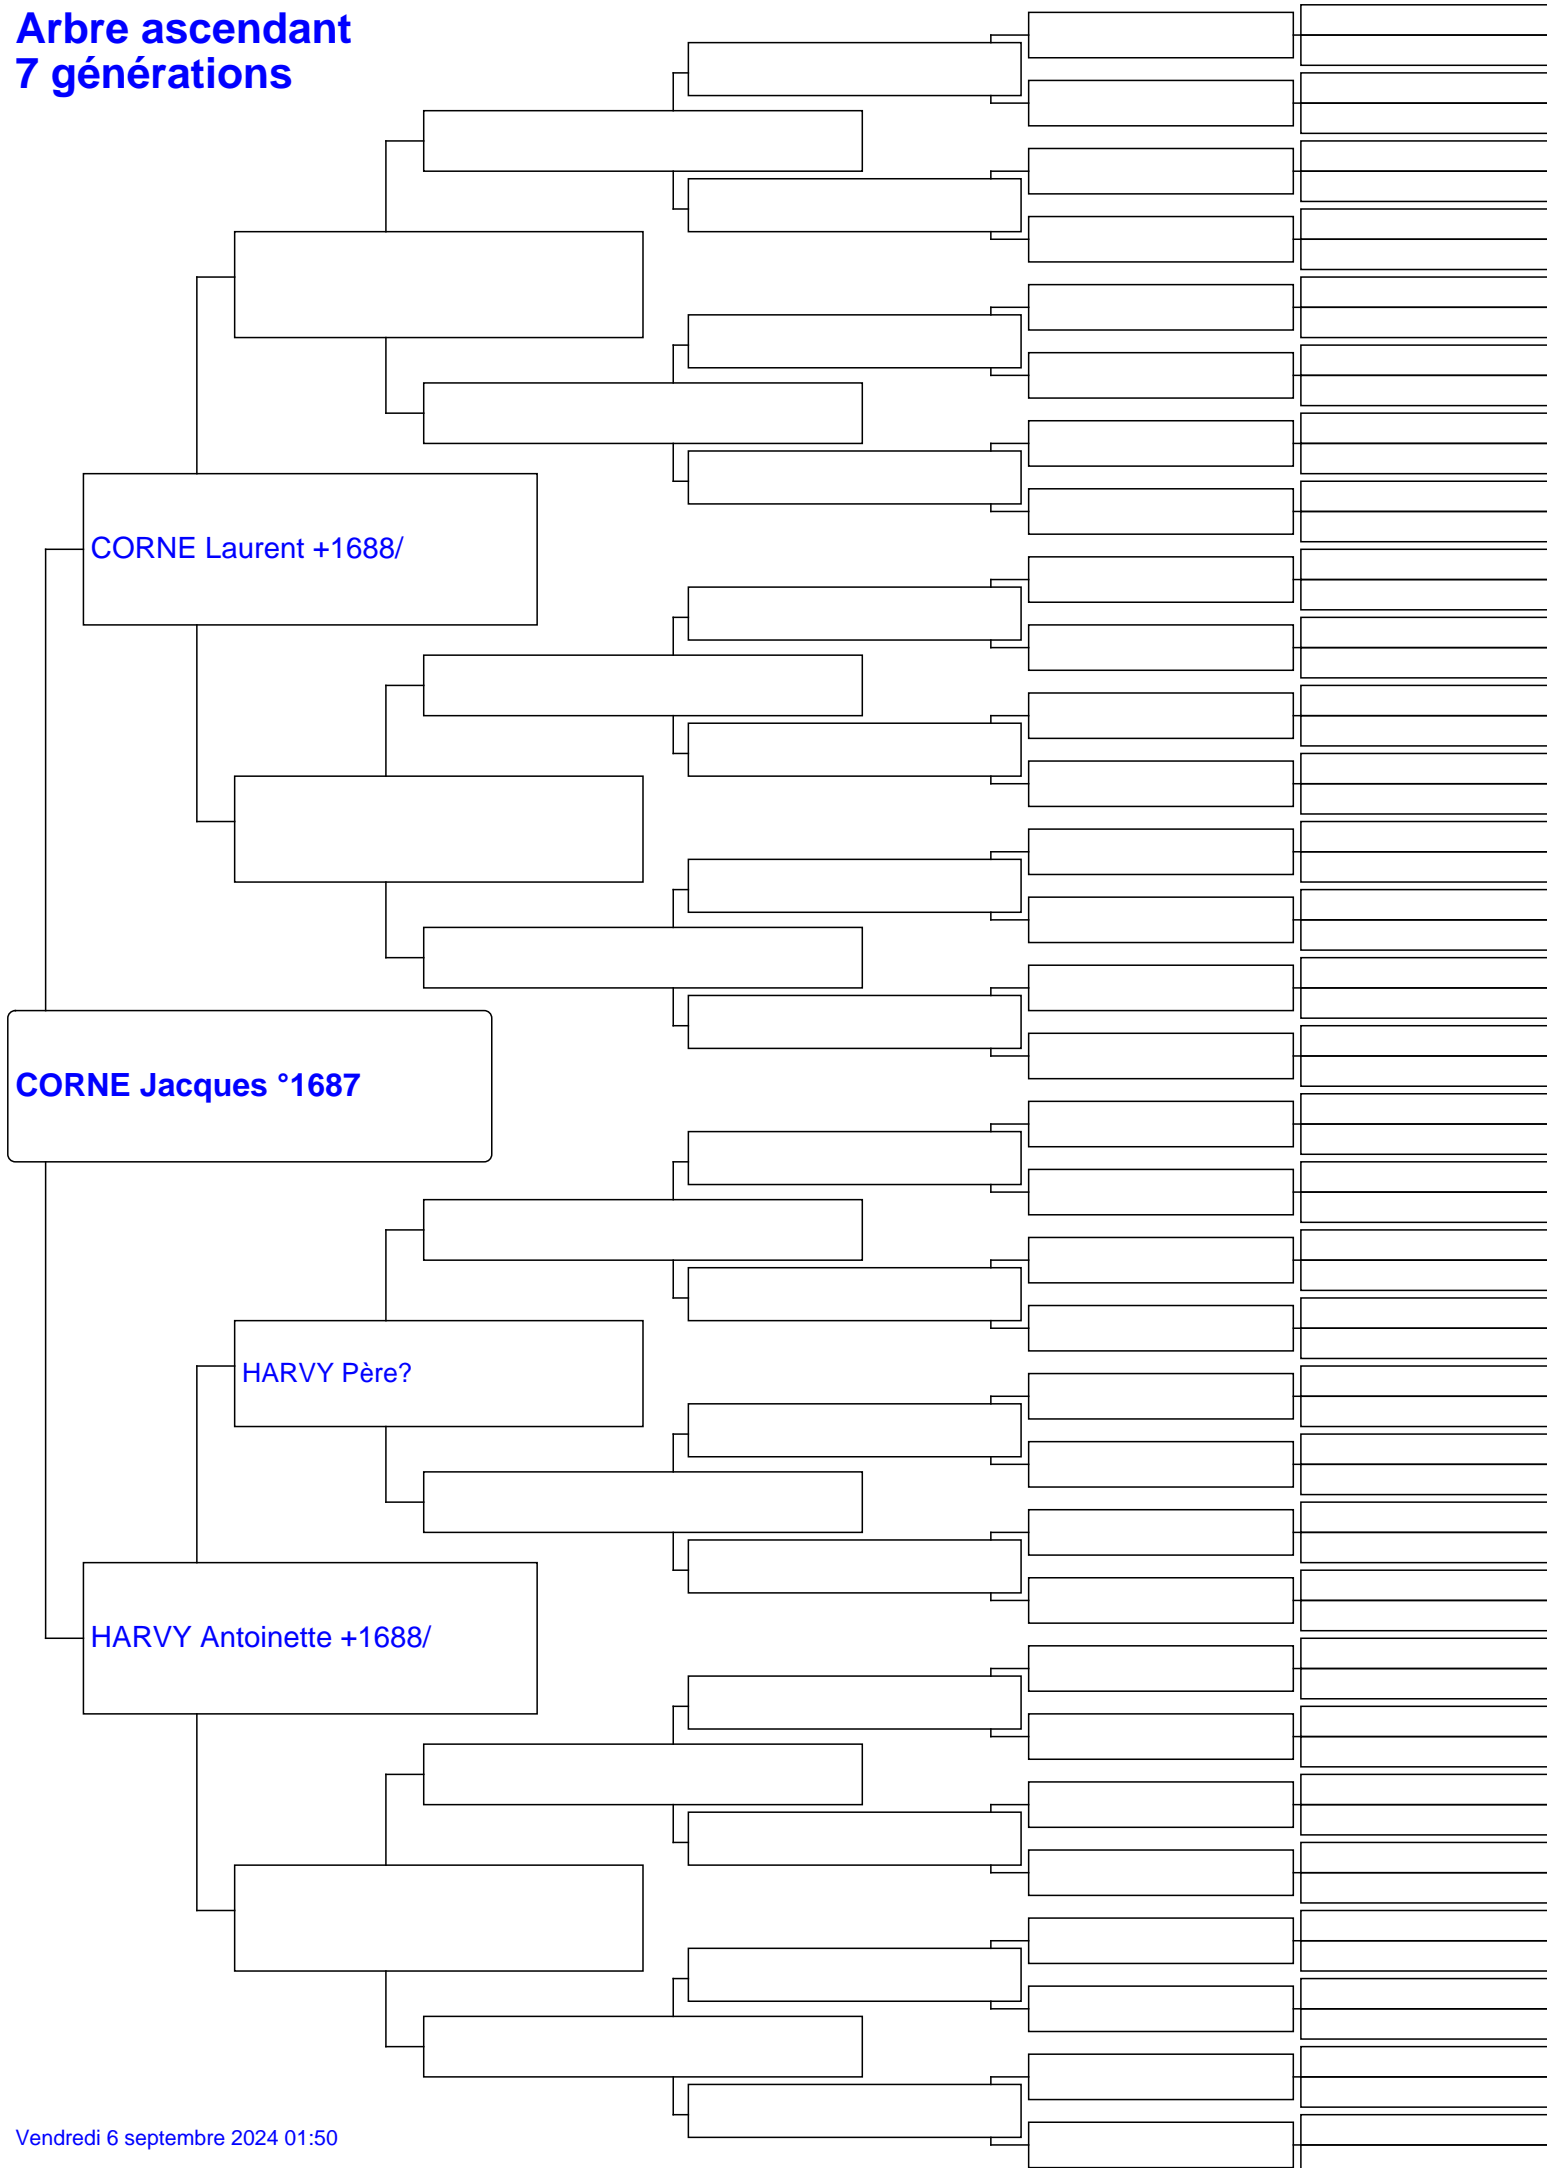 Arbre ascendant
7 générations
CORNE Laurent +1688/
CORNE Jacques °1687
HARVY Père?
HARVY Antoinette +1688/
Vendredi 6 septembre 2024 01:50